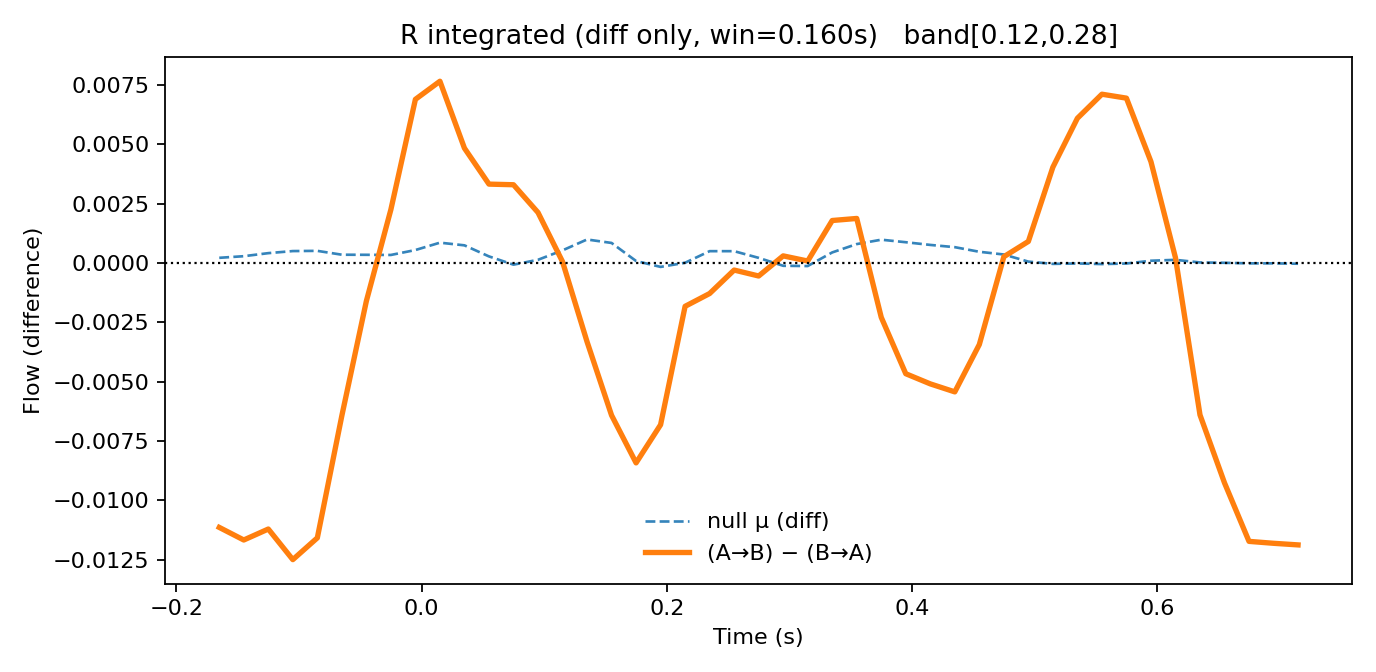 R integrated (diff only, win=0.160s)   band[0.12,0.28]
Flow (difference)
0.0075
0.0050
0.0025
0.0000
−0.0025
−0.0050
−0.0075
−0.0100
−0.0125
null μ (diff)
(A→B) − (B→A)
−0.2
0.0
0.2
0.4
0.6
Time (s)